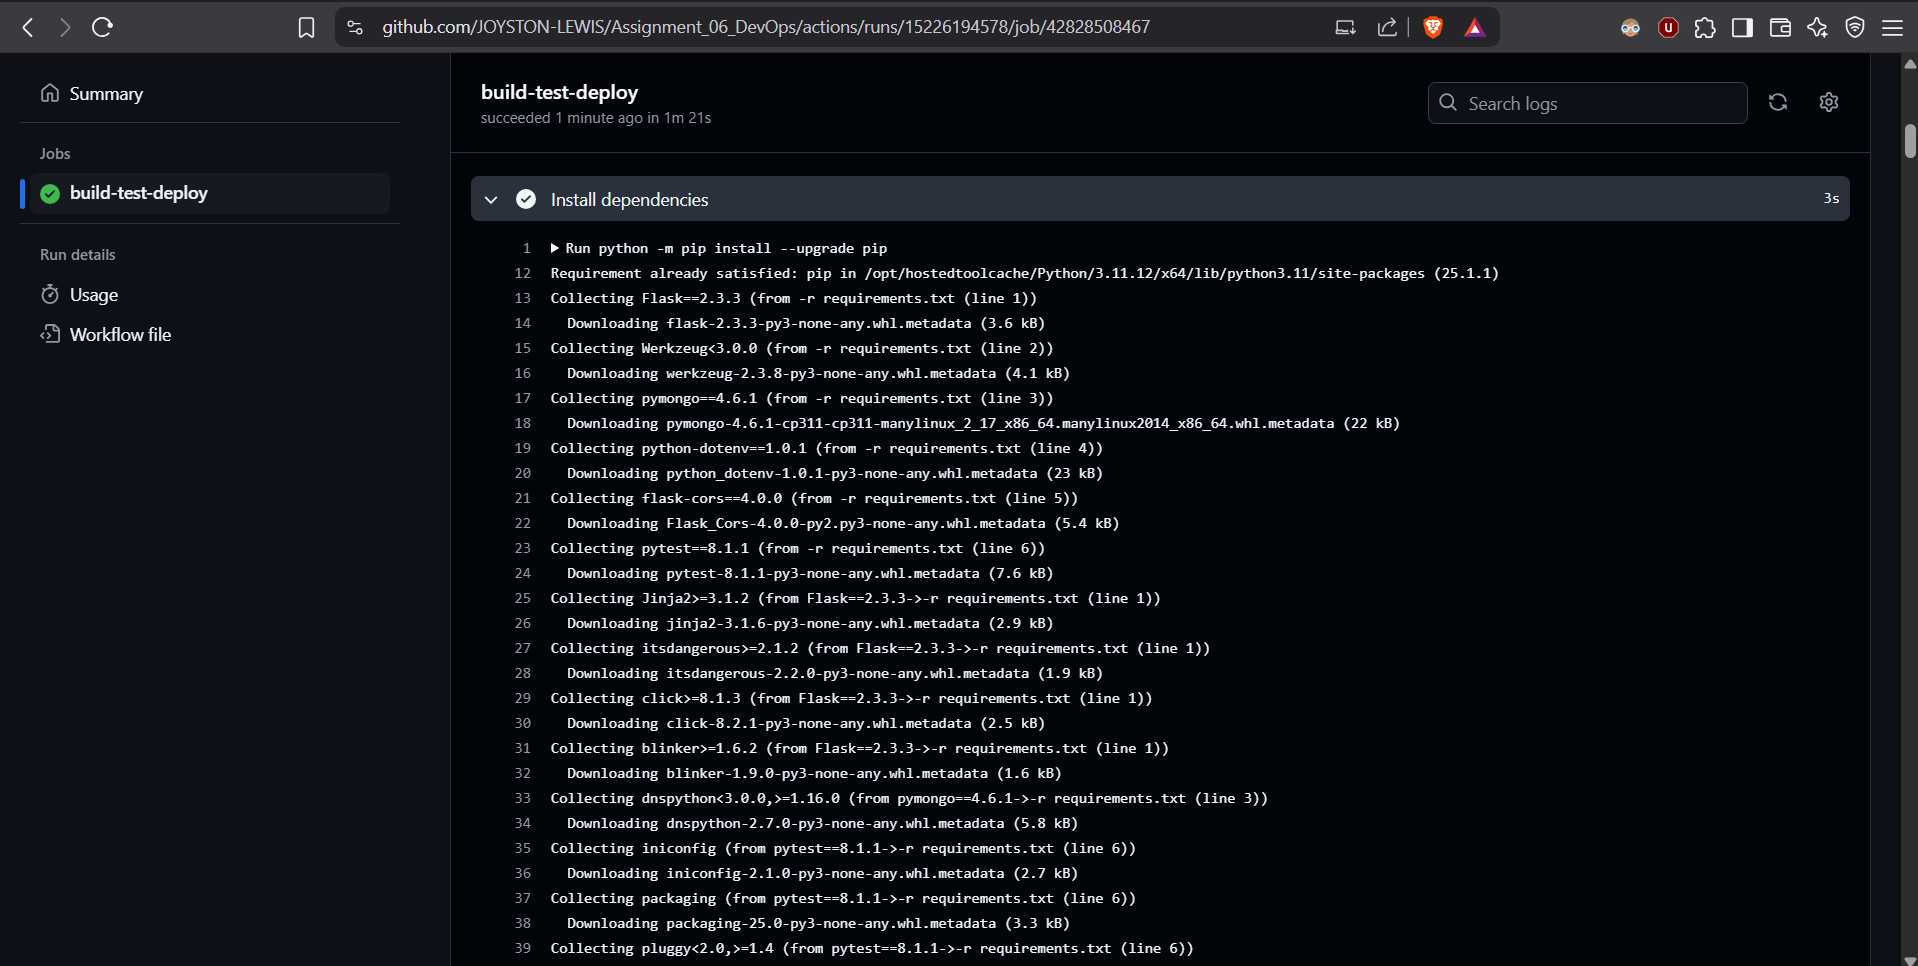 github.com/JOYSTON-LEWIS/Assignment_06_DevOps/actions/runs/15226194578/job/42828508467
Summary
Jobs
build-test-deploy
Run details
Usage
Workflow file
build-test-deploy
succeeded 1 minute ago in 1m 21s
Search logs
Install dependencies 3s
1 Run python -m pip install --upgrade pip
12 Requirement already satisfied: pip in /opt/hostedtoolcache/Python/3.11.12/x64/lib/python3.11/site-packages (25.1.1)
13 Collecting Flask==2.3.3 (from -r requirements.txt (line 1))
14 Downloading flask-2.3.3-py3-none-any.whl.metadata (3.6 kB)
15 Collecting Werkzeug<3.0.0 (from -r requirements.txt (line 2))
16 Downloading werkzeug-2.3.8-py3-none-any.whl.metadata (4.1 kB)
17 Collecting pymongo==4.6.1 (from -r requirements.txt (line 3))
18 Downloading pymongo-4.6.1-cp311-cp311-manylinux_2_17_x86_64.manylinux2014_x86_64.whl.metadata (22 kB)
19 Collecting python-dotenv==1.0.1 (from -r requirements.txt (line 4))
20 Downloading python_dotenv-1.0.1-py3-none-any.whl.metadata (23 kB)
21 Collecting flask-cors==4.0.0 (from -r requirements.txt (line 5))
22 Downloading Flask_Cors-4.0.0-py2.py3-none-any.whl.metadata (5.4 kB)
23 Collecting pytest==8.1.1 (from -r requirements.txt (line 6))
24 Downloading pytest-8.1.1-py3-none-any.whl.metadata (7.6 kB)
25 Collecting Jinja2>=3.1.2 (from Flask==2.3.3->-r requirements.txt (line 1))
26 Downloading jinja2-3.1.6-py3-none-any.whl.metadata (2.9 kB)
27 Collecting itsdangerous>=2.1.2 (from Flask==2.3.3->-r requirements.txt (line 1))
28 Downloading itsdangerous-2.2.0-py3-none-any.whl.metadata (1.9 kB)
29 Collecting click>=8.1.3 (from Flask==2.3.3->-r requirements.txt (line 1))
30 Downloading click-8.2.1-py3-none-any.whl.metadata (2.5 kB)
31 Collecting blinker>=1.6.2 (from Flask==2.3.3->-r requirements.txt (line 1))
32 Downloading blinker-1.9.0-py3-none-any.whl.metadata (1.6 kB)
33 Collecting dnspython<3.0.0,>=1.16.0 (from pymongo==4.6.1->-r requirements.txt (line 3))
34 Downloading dnspython-2.7.0-py3-none-any.whl.metadata (5.8 kB)
35 Collecting iniconfig (from pytest==8.1.1->-r requirements.txt (line 6))
36 Downloading iniconfig-2.1.0-py3-none-any.whl.metadata (2.7 kB)
37 Collecting packaging (from pytest==8.1.1->-r requirements.txt (line 6))
38 Downloading packaging-25.0-py3-none-any.whl.metadata (3.3 kB)
39 Collecting pluggy<2.0,>=1.4 (from pytest==8.1.1->-r requirements.txt (line 6))